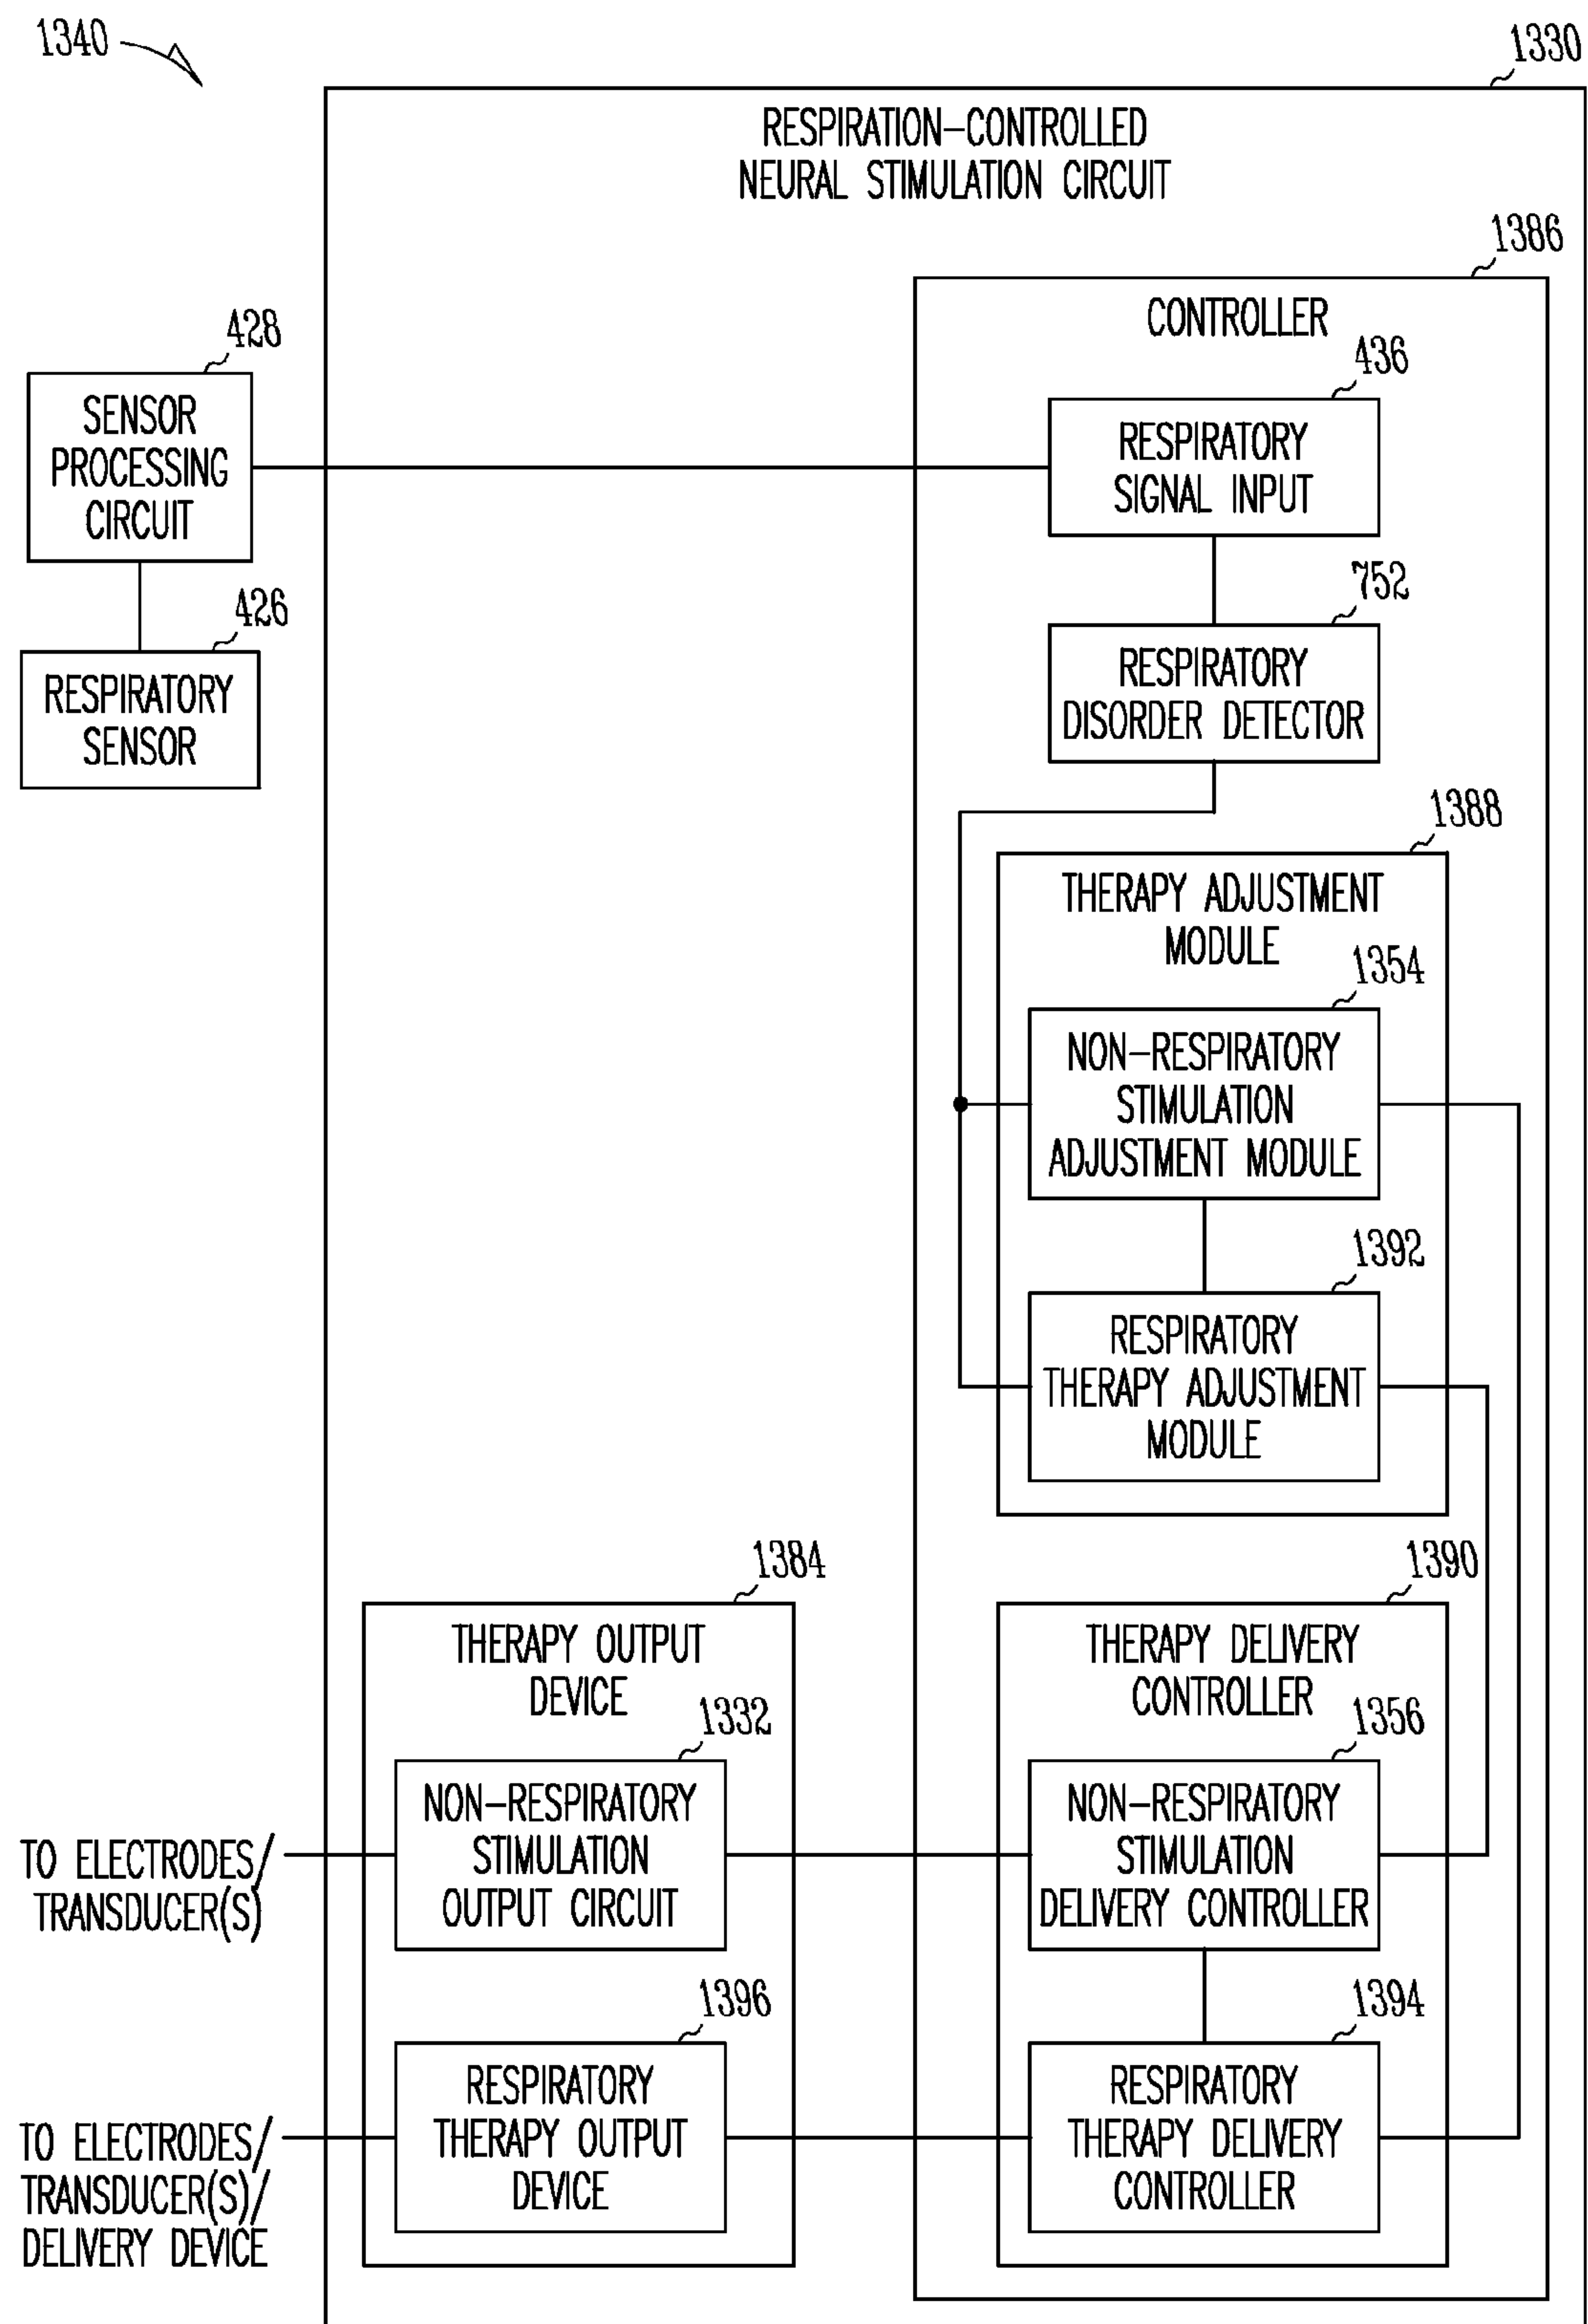 1340
1330
RESPIRATION-CONTROLLED
NEURAL STIMULATION CIRCUIT
1386
CONTROLLER
428
SENSOR
PROCESSING
CIRCUIT
436
RESPIRATORY
SIGNAL INPUT
426
RESPIRATORY
SENSOR
752
RESPIRATORY
DISORDER DETECTOR
1388
THERAPY ADJUSTMENT
MODULE
1354
NON-RESPIRATORY
STIMULATION
ADJUSTMENT MODULE
1392
RESPIRATORY
THERAPY ADJUSTMENT
MODULE
1384
THERAPY OUTPUT
DEVICE
1390
THERAPY DELIVERY
CONTROLLER
1332
NON-RESPIRATORY
STIMULATION
OUTPUT CIRCUIT
1356
NON-RESPIRATORY
STIMULATION
DELIVERY CONTROLLER
TO ELECTRODES/
TRANSDUCER(S)
1396
RESPIRATORY
THERAPY OUTPUT
DEVICE
1394
RESPIRATORY
THERAPY DELIVERY
CONTROLLER
TO ELECTRODES/
TRANSDUCER(S)/
DELIVERY DEVICE